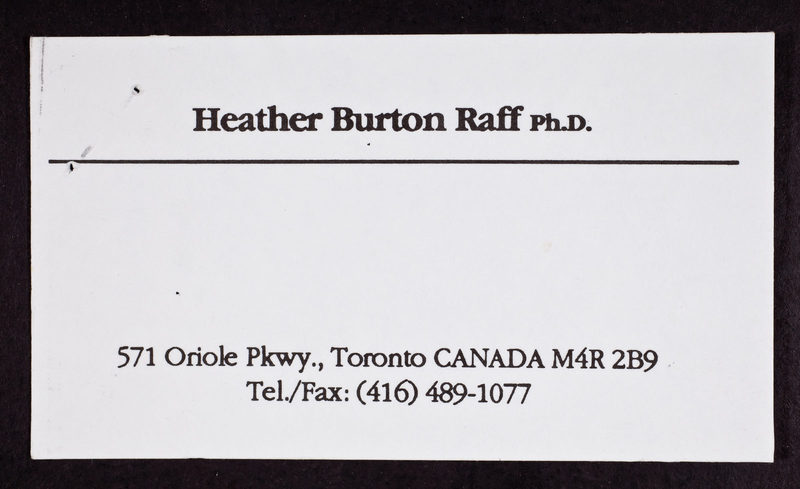 Heather Burton Raff Ph.D.
571 Oriole Pkwy., Toronto CANADA M4R 2B9
Tel./Fax: (416) 489-1077